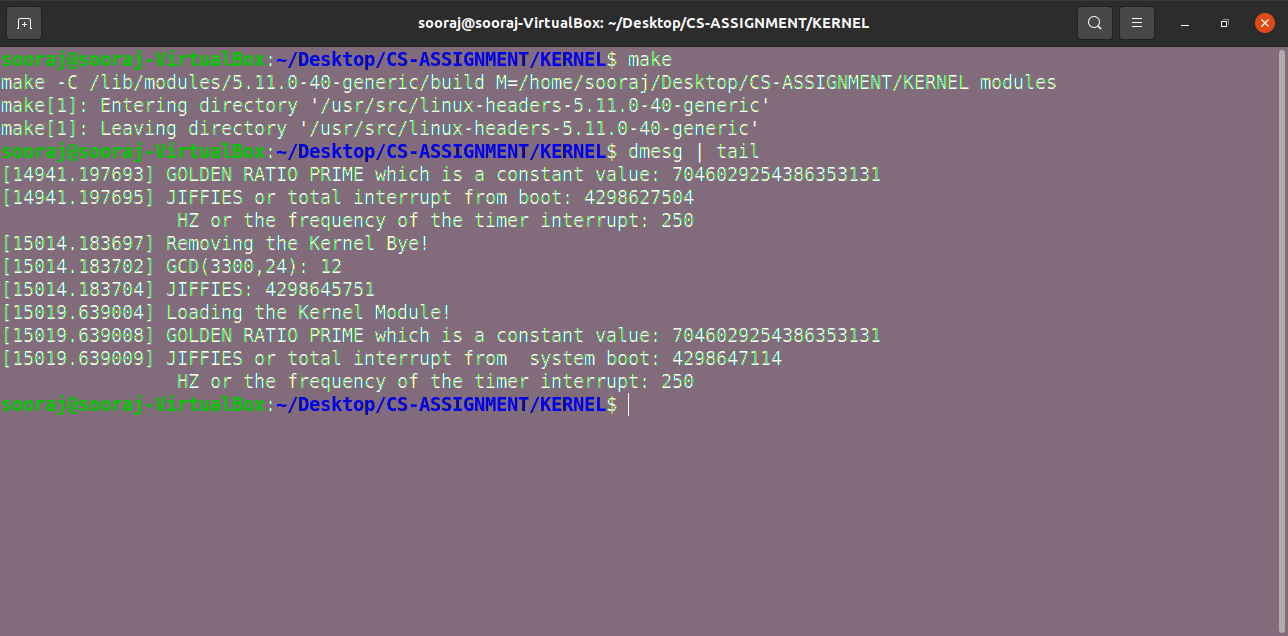 sooraj@sooraj-VirtualBox: ~/Desktop/CS-ASSIGNMENT/KERNEL
sooraj@sooraj-VirtualBox:~/Desktop/CS-ASSIGNMENT/KERNEL$ make
make -C /lib/modules/5.11.0-40-generic/build M=/home/sooraj/Desktop/CS-ASSIGNMENT/KERNEL modules
make[1]: Entering directory '/usr/src/linux-headers-5.11.0-40-generic'
make[1]: Leaving directory '/usr/src/linux-headers-5.11.0-40-generic'
sooraj@sooraj-VirtualBox:~/Desktop/CS-ASSIGNMENT/KERNEL$ dmesg | tail
[14941.197693] GOLDEN RATIO PRIME which is a constant value: 7046029254386353131
[14941.197695] JIFFIES or total interrupt from boot: 4298627504
                HZ or the frequency of the timer interrupt: 250
[15014.183697] Removing the Kernel Bye!
[15014.183702] GCD(3300,24): 12
[15014.183704] JIFFIES: 4298645751
[15019.639004] Loading the Kernel Module!
[15019.639008] GOLDEN RATIO PRIME which is a constant value: 7046029254386353131
[15019.639009] JIFFIES or total interrupt from  system boot: 4298647114
                HZ or the frequency of the timer interrupt: 250
sooraj@sooraj-VirtualBox:~/Desktop/CS-ASSIGNMENT/KERNEL$